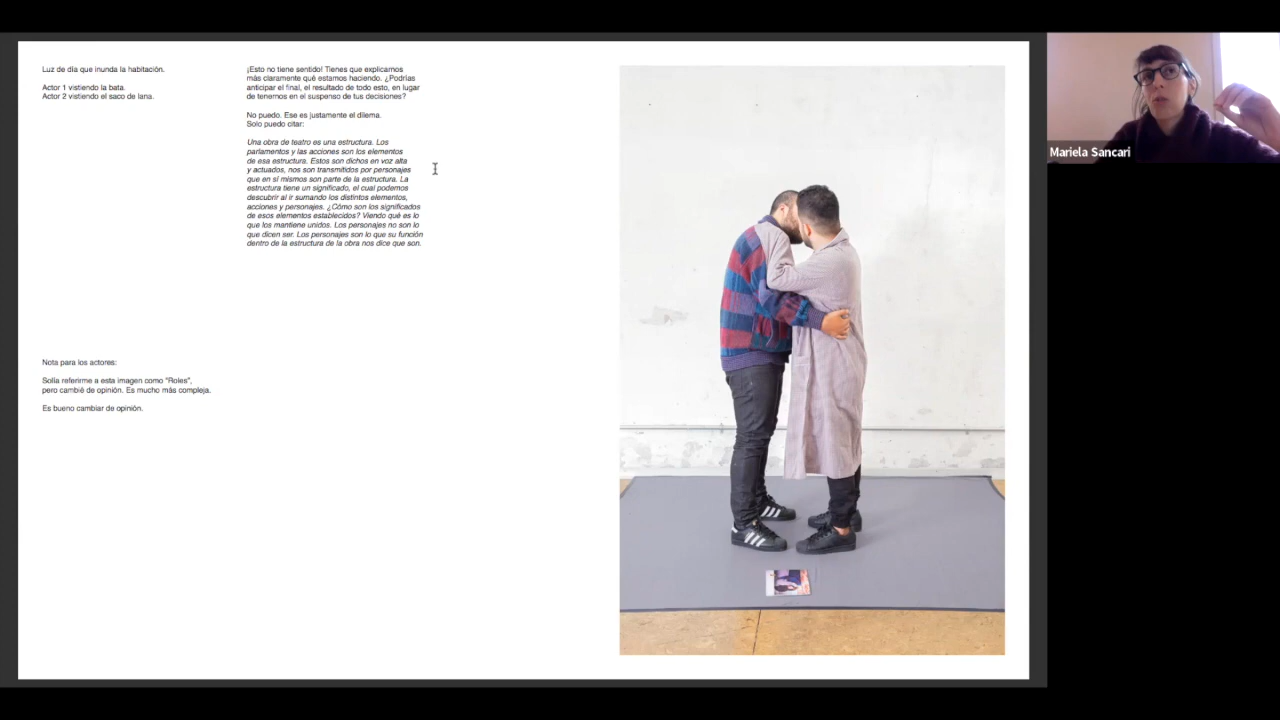 Luz de día que inunda la habitación.
Actor 1 vistiendo la bata.
Actor 2 vistiendo el saco de lana.
Nota para los actores:
Solía referirme a esta imagen como "Roles",
pero cambié de opinión. Es mucho más compleja.
Es bueno cambiar de opinión.
¡Esto no tiene sentido! Tienes que explicarnos
más claramente qué estamos haciendo. ¿Podrías
anticipar el final, el resultado de todo esto, en lugar
de tenernos en el suspenso de tus decisiones?
No puedo. Ese es justamente el dilema.
Solo puedo citar:
Una obra de teatro es una estructura. Los
parlamentos y las acciones son los elementos
de esa estructura. Estos son dichos en voz alta
y actuados, nos son transmitidos por personajes
que en sí mismos son parte de la estructura. La
estructura tiene un significado, el cual podemos
descubrir al ir sumando los distintos elementos,
acciones y personajes. ¿Cómo son los significados
de esos elementos establecidos? Viendo qué es lo
que los mantiene unidos. Los personajes no son lo
que dicen ser. Los personajes son lo que su función
dentro de la estructura de la obra nos dice que son.
Mariela Sancari